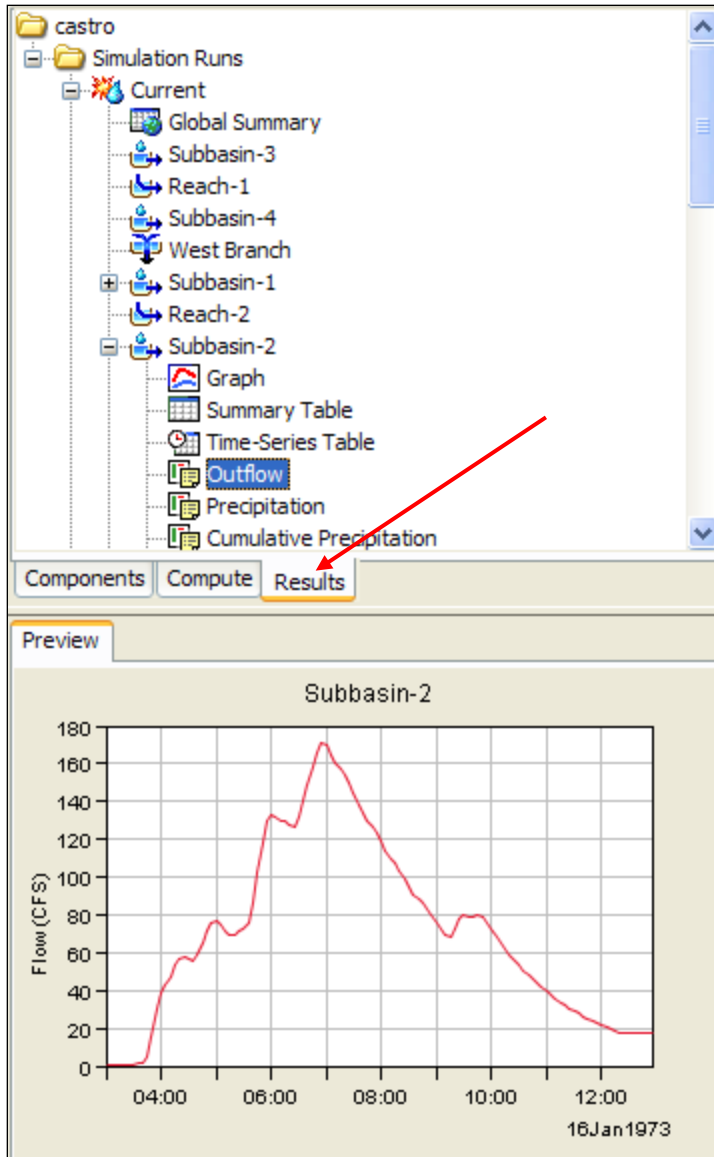 castro
Simulation Runs
Current
Global Summary
Subbasin-3
Reach-1
Subbasin-4
West Branch
Subbasin-1
Reach-2
Subbasin-2
Graph
Summary Table
Time-Series Table
Outflow
Precipitation
Cumulative Precipitation
Components Compute Results
Preview
Subbasin-2
180
160
140
120
100
80
60
40
20
0
Flow (CFS)
04:00 06:00 08:00 10:00 12:00
16Jan1973